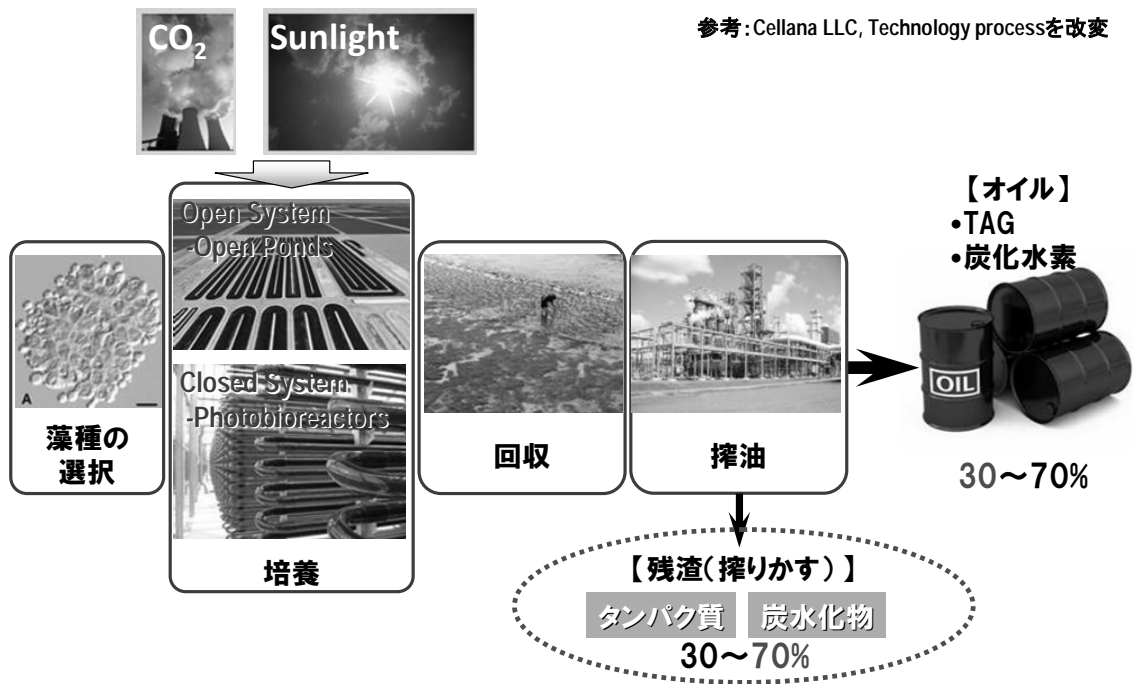 CO2
Sunlight
参考:Cellana LLC, Technology processを改変
Open System
-Open Ponds
Closed System
-Photobioreactors
培養
A
藻種の
選択
回収
搾油
【オイル】
•TAG
•炭化水素
OIL
30~70%
【残渣(搾りかす)】
タンパク質
炭水化物
30~70%